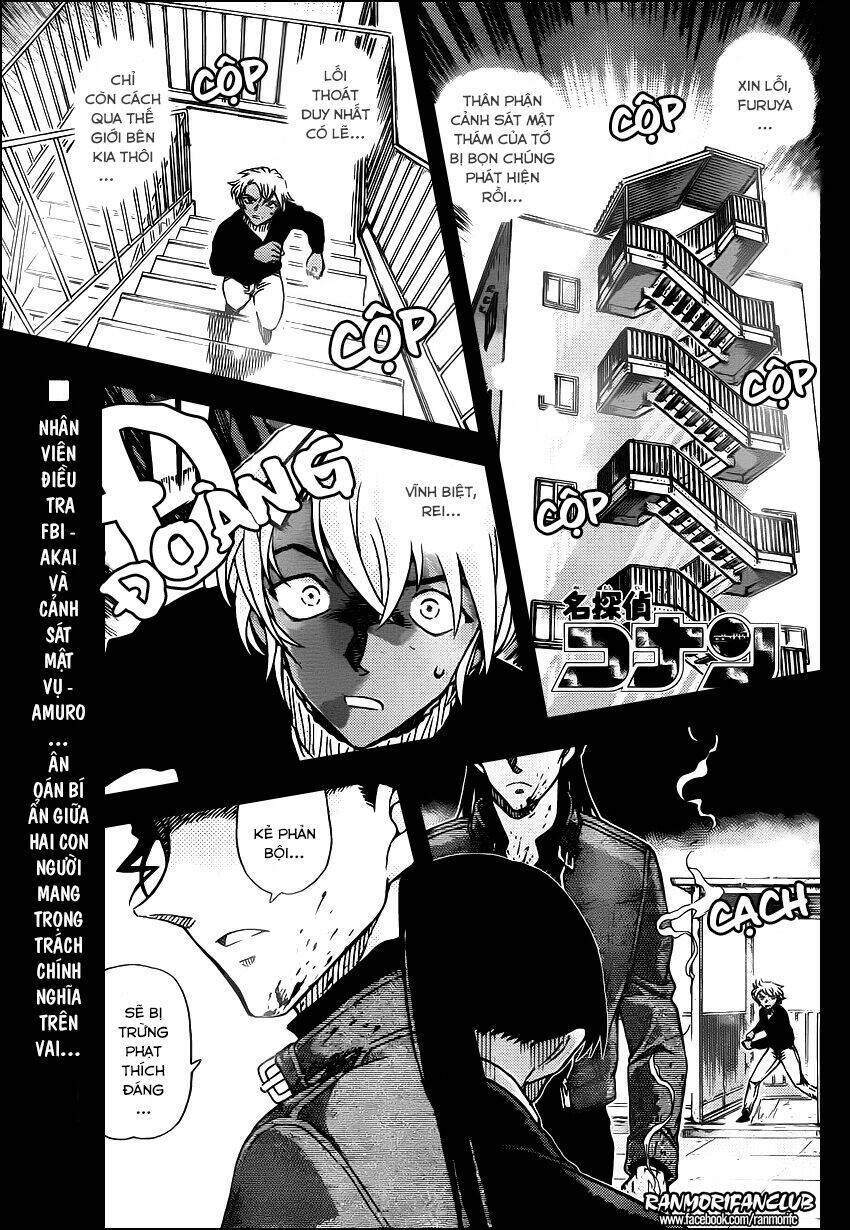 XIN LỖI,
FURUYA
...
THÂN PHẬN
CẢNH SÁT MẬT
THÁM CỦA TỚ
BỊ BỌN CHÚNG
PHÁT HIỆN
RỒI...
CỘP
CỘP
CỘP
名探偵
コナン
LỐI
THOÁT
DUY NHẤT
CÓ LẼ...
CHỈ
CÒN CÁCH
QUA THẾ
GIỚI BÊN
KIA THÔI
...
CỘP
CỘP
VĨNH BIỆT,
REI...
ĐOÀNG
NHÂN
VIÊN
ĐIỀU
TRA
FBI -
AKAI
VÀ
CẢNH
SÁT
MẬT
VỤ -
AMURO
...
ÂN
OÁN BÍ
ẨN GIỮA
HAI CON
NGƯỜI
MANG
TRỌNG
TRÁCH
CHÍNH
NGHĨA
TRÊN
VAI...
CẠCH
KẺ PHẢN
BỘI...
SẼ BỊ
TRỪNG
PHẠT
THÍCH
ĐÁNG
...
RANMORIFANCLUB
www.facebook.com/ranmorifc